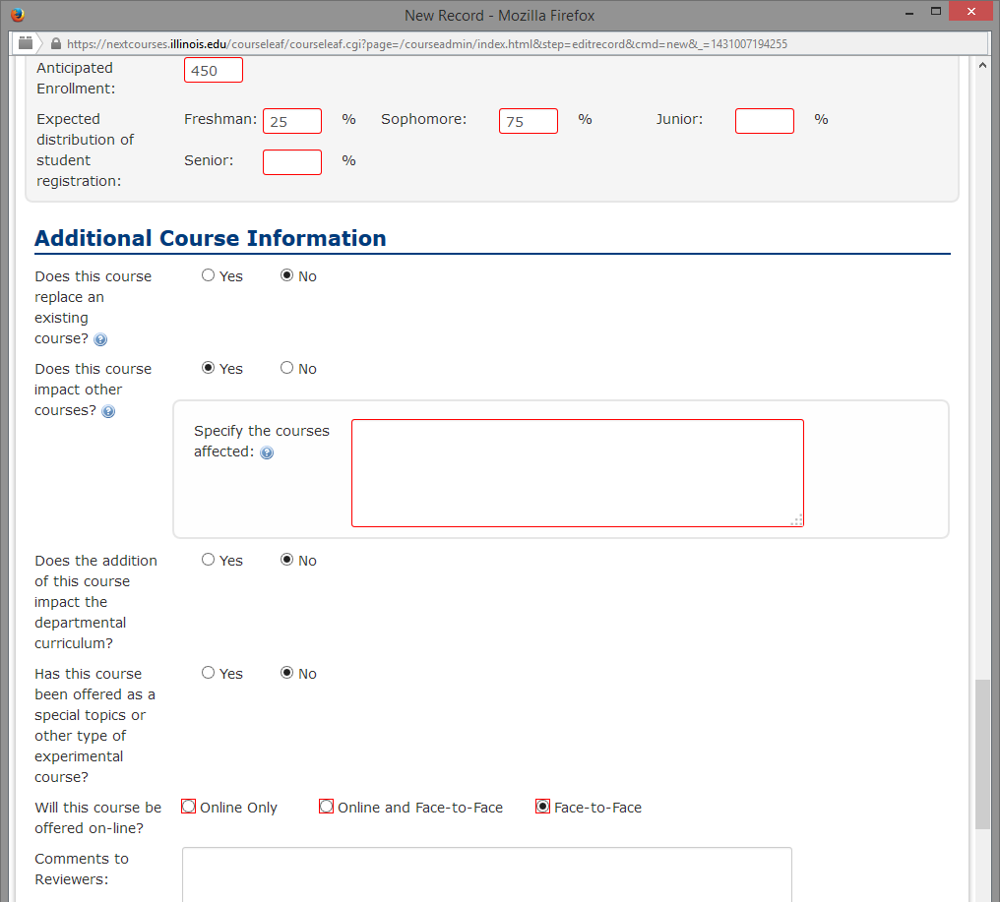 New Record - Mozilla Firefox
https://nextcourses.illinois.edu/courseleaf/courseleaf.cgi?page=/courseadmin/index.html&step=editrecord&cmd=new&_=1431007194255
Anticipated
Enrollment:
450
Expected
distribution of
student
registration:
Freshman: 25 % Sophomore: 75 % Junior: %
Senior: %
Additional Course Information
Does this course
replace an
existing
course? ?
Yes No
Does this course
impact other
courses? ?
Yes No
Specify the courses
affected: ?
Does the addition
of this course
impact the
departmental
curriculum?
Yes No
Has this course
been offered as a
special topics or
other type of
experimental
course?
Yes No
Will this course be
offered on-line?
Online Only Online and Face-to-Face Face-to-Face
Comments to
Reviewers: